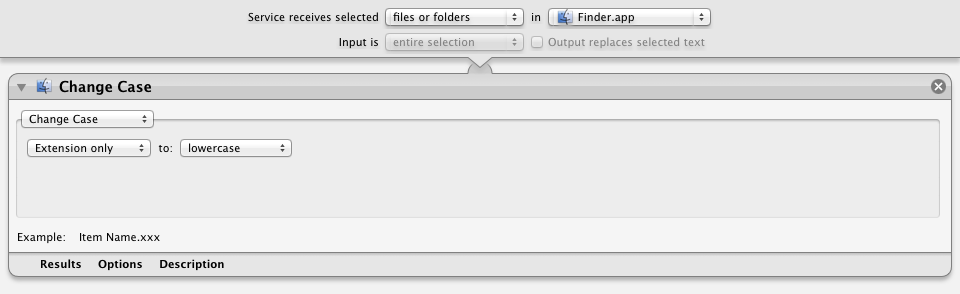 Service receives selected files or folders in Finder.app
Input is entire selection Output replaces selected text
Change Case
Change Case
Extension only to: lowercase
Example: Item Name.xxx
Results Options Description